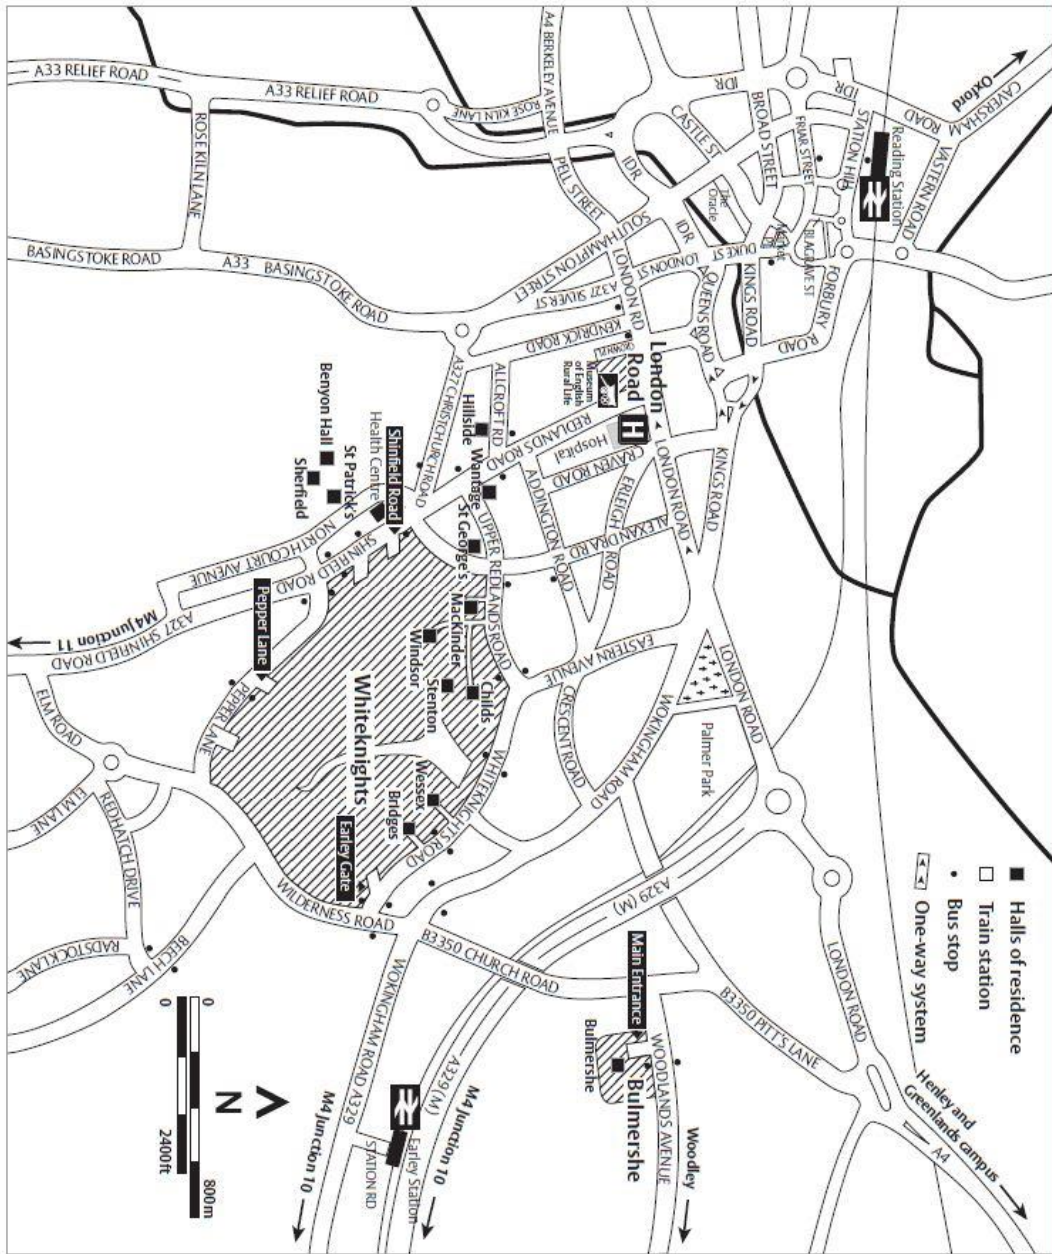 A33 RELIEF ROAD
A33 RELIEF ROAD
ROSE KILN LANE
ROSE KILN LANE
A4 BERKELEY AVENUE
PELL STREET
IDR
IDR
IDR
IDR
CASTLE ST
BROAD STREET
FRIAR STREET
STATION HILL
Reading Station
CAVERSHAM
ROAD
Oxford
VASTERN ROAD
The
Oracle
Market
BLAGRAVE ST
FORBURY
ROAD
DUKE ST
KINGS ROAD
QUEENS ROAD
LONDON ST
SOUTHAMPTON STREET
LONDON RD
A327 SILVER ST
KENDRICK ROAD
BASINGSTOKE ROAD
A33
BASINGSTOKE ROAD
A327 CHRISTCHURCH ROAD
ALLCROFT RD
London
Road
Museum
of English
Rural Life
H
Hospital
REDLANDS ROAD
CRAVEN ROAD
ERLEIGH
ROAD
ADDINGTON ROAD
ALEXANDRA RD
LONDON ROAD
KINGS ROAD
Hillside
Wantage
St George's
UPPER REDLANDS ROAD
Mackinder
Windsor
Stenton
Childs
Benyon Hall
St Patrick's
Sherfield
Health Centre
Shinfield Road
NORTHCOURT AVENUE
SHINFIELD ROAD
A327 SHINFIELD ROAD
M4 Junction 11
Pepper Lane
PEPPER LANE
ELM ROAD
ELM LANE
REDHATCH DRIVE
RADSTOCK LANE
BEECH LANE
Whiteknights
Wessex
Bridges
Earley Gate
WHITEKNIGHTS ROAD
WILDERNESS ROAD
EASTERN AVENUE
CRESCENT ROAD
WOKINGHAM ROAD
LONDON ROAD
Palmer Park
A329 (M)
B3350 CHURCH ROAD
B3350 PITTS LANE
LONDON ROAD
Main Entrance
Bulmershe
Bulmershe
WOODLANDS AVENUE
Woodley
WOKINGHAM ROAD A329
A329 (M)
M4 Junction 10
M4 Junction 10
Earley Station
STATION RD
Henley and
Greenlands campus
A4
Halls of residence
Train station
Bus stop
One-way system
N
0 800m
0 2400ft